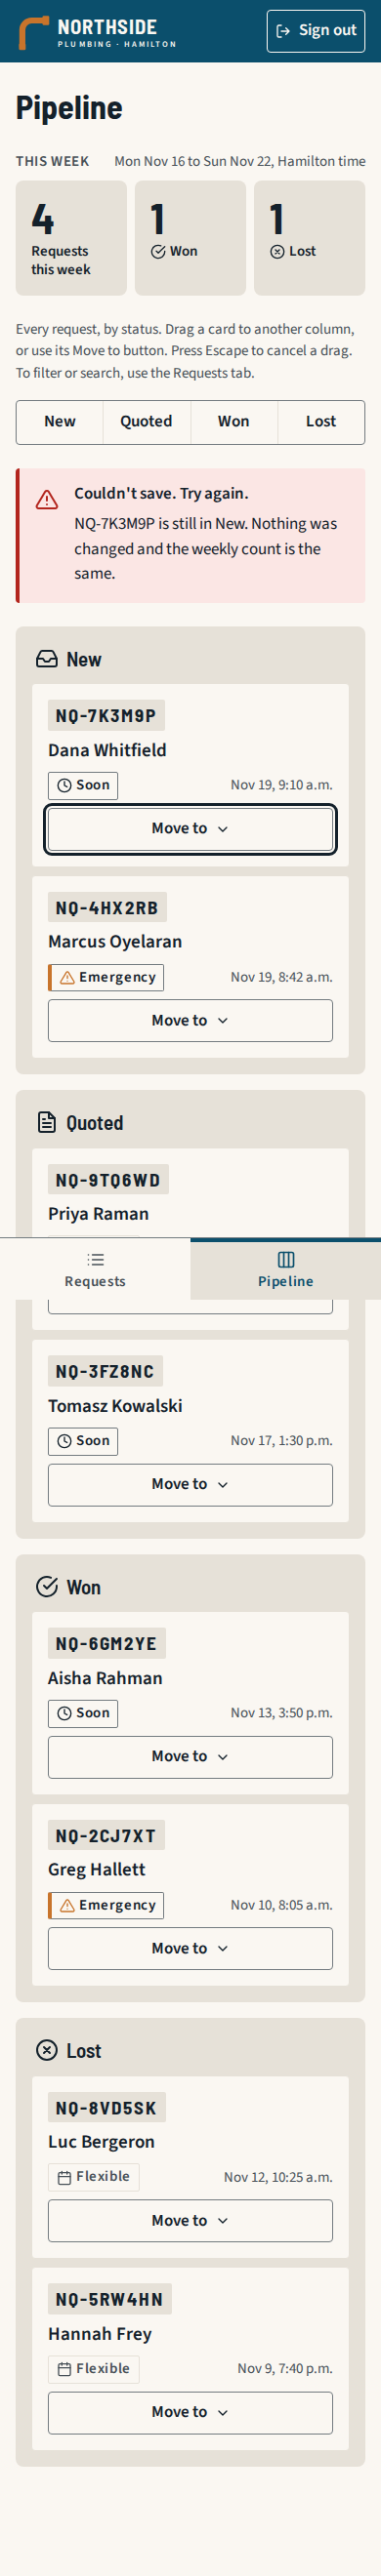 NORTHSIDE
PLUMBING · HAMILTON
Sign out
Pipeline
THIS WEEK
Mon Nov 16 to Sun Nov 22, Hamilton time
4
Requests
this week
1
Won
1
Lost
Every request, by status. Drag a card to another column,
or use its Move to button. Press Escape to cancel a drag.
To filter or search, use the Requests tab.
New
Quoted
Won
Lost
Couldn't save. Try again.
NQ-7K3M9P is still in New. Nothing was
changed and the weekly count is the
same.
New
NQ-7K3M9P
Dana Whitfield
Soon
Nov 19, 9:10 a.m.
Move to
NQ-4HX2RB
Marcus Oyelaran
Emergency
Nov 19, 8:42 a.m.
Move to
Quoted
NQ-9TQ6WD
Priya Raman
Requests
Pipeline
NQ-3FZ8NC
Tomasz Kowalski
Soon
Nov 17, 1:30 p.m.
Move to
Won
NQ-6GM2YE
Aisha Rahman
Soon
Nov 13, 3:50 p.m.
Move to
NQ-2CJ7XT
Greg Hallett
Emergency
Nov 10, 8:05 a.m.
Move to
Lost
NQ-8VD5SK
Luc Bergeron
Flexible
Nov 12, 10:25 a.m.
Move to
NQ-5RW4HN
Hannah Frey
Flexible
Nov 9, 7:40 p.m.
Move to